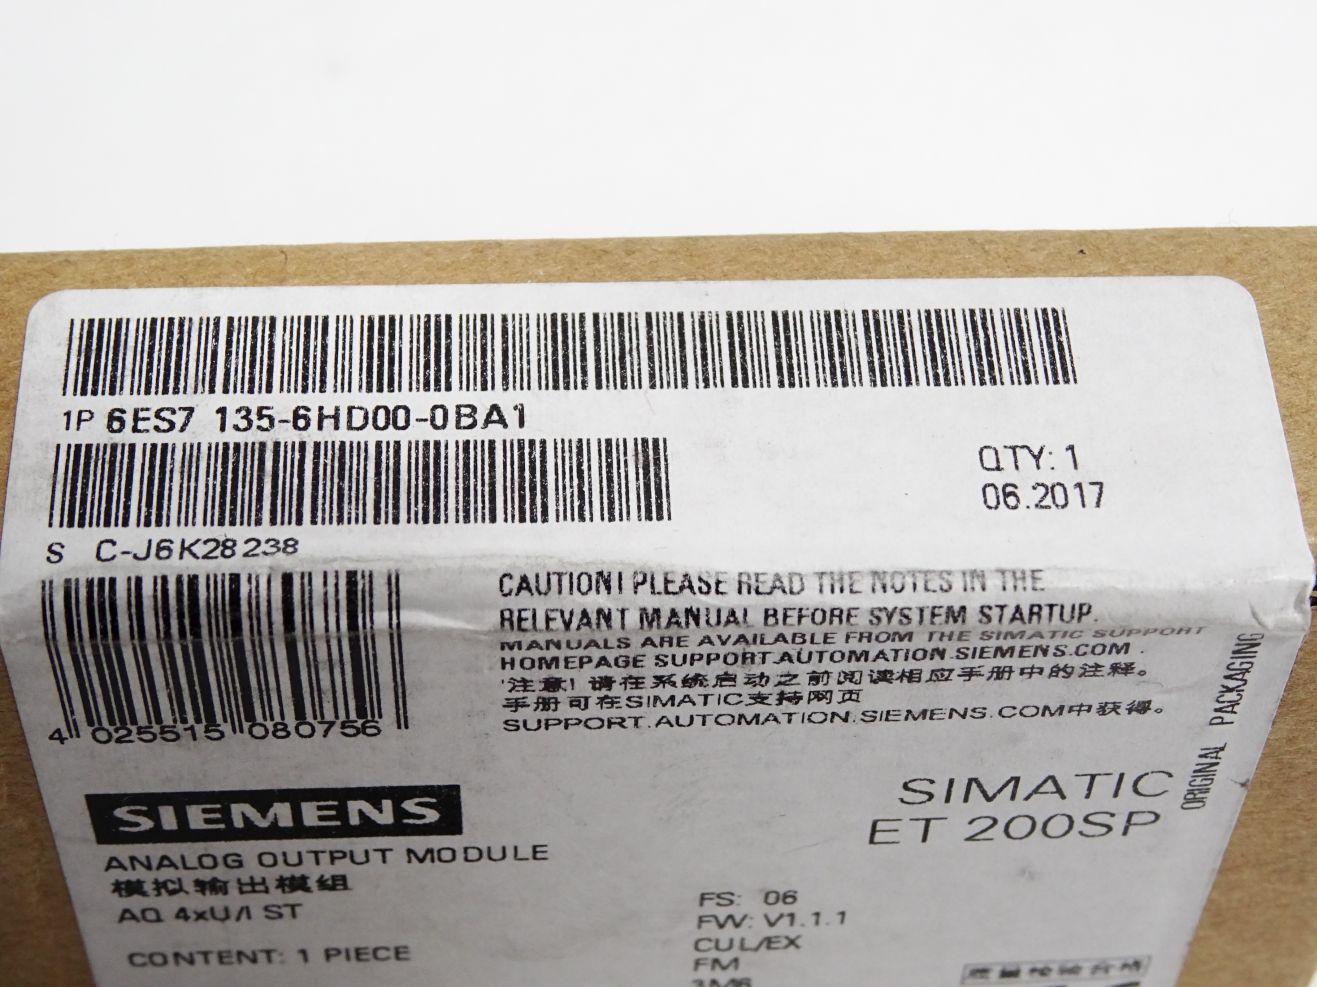 1P 6ES7 135-6HD00-0BA1
QTY: 1
06.2017
S C-J6K28238
CAUTION! PLEASE READ THE NOTES IN THE
RELEVANT MANUAL BEFORE SYSTEM STARTUP.
MANUALS ARE AVAILABLE FROM THE SIMATIC SUPPORT
HOMEPAGE SUPPORT.AUTOMATION.SIEMENS.COM.
注意! 请在系统启动之前阅读相应手册中的注释。
手册可在SIMATIC支持网页
SUPPORT.AUTOMATION.SIEMENS.COM中获得。
4 025515 080756
ORIGINAL PACKAGING
SIEMENS
SIMATIC
ET 200SP
ANALOG OUTPUT MODULE
模拟输出模组
AQ 4xU/I ST
CONTENT: 1 PIECE
FS: 06
FW: V1.1.1
CUL/EX
FM